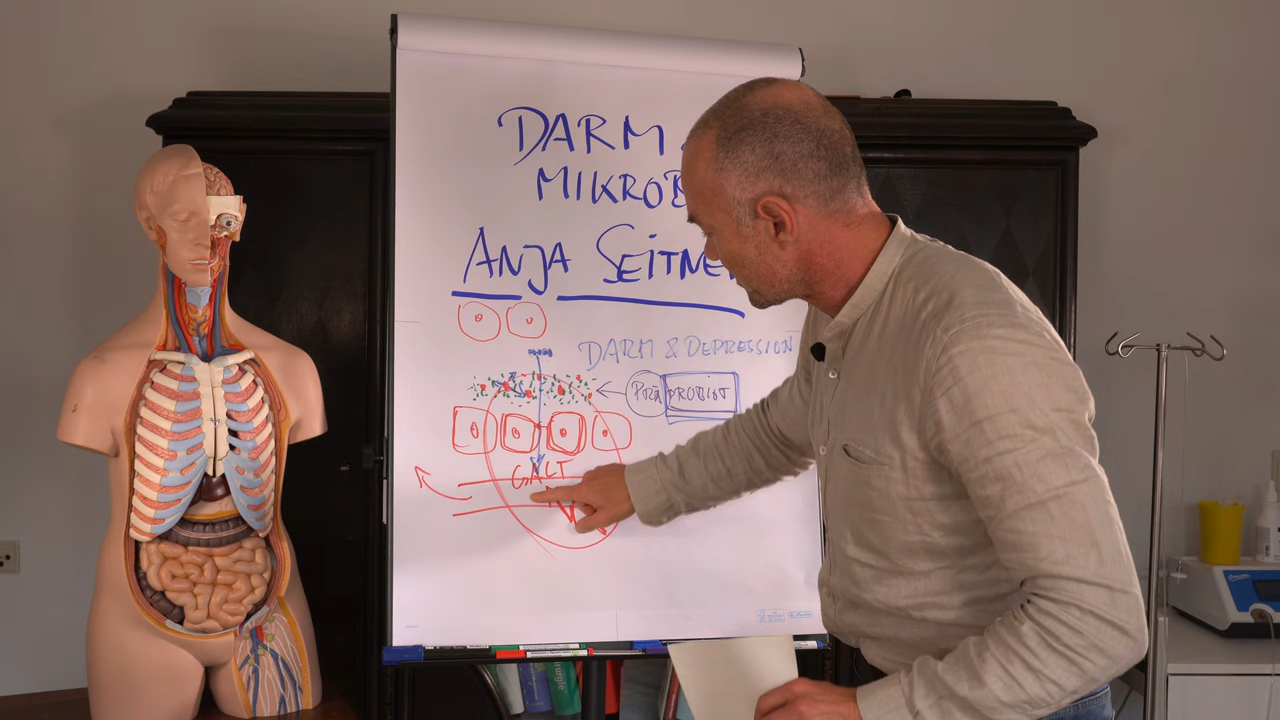 DARM
MIKROB
ANJA SEITNE
DARM & DEPRESSION
PRÄ PROBIOT
GALT